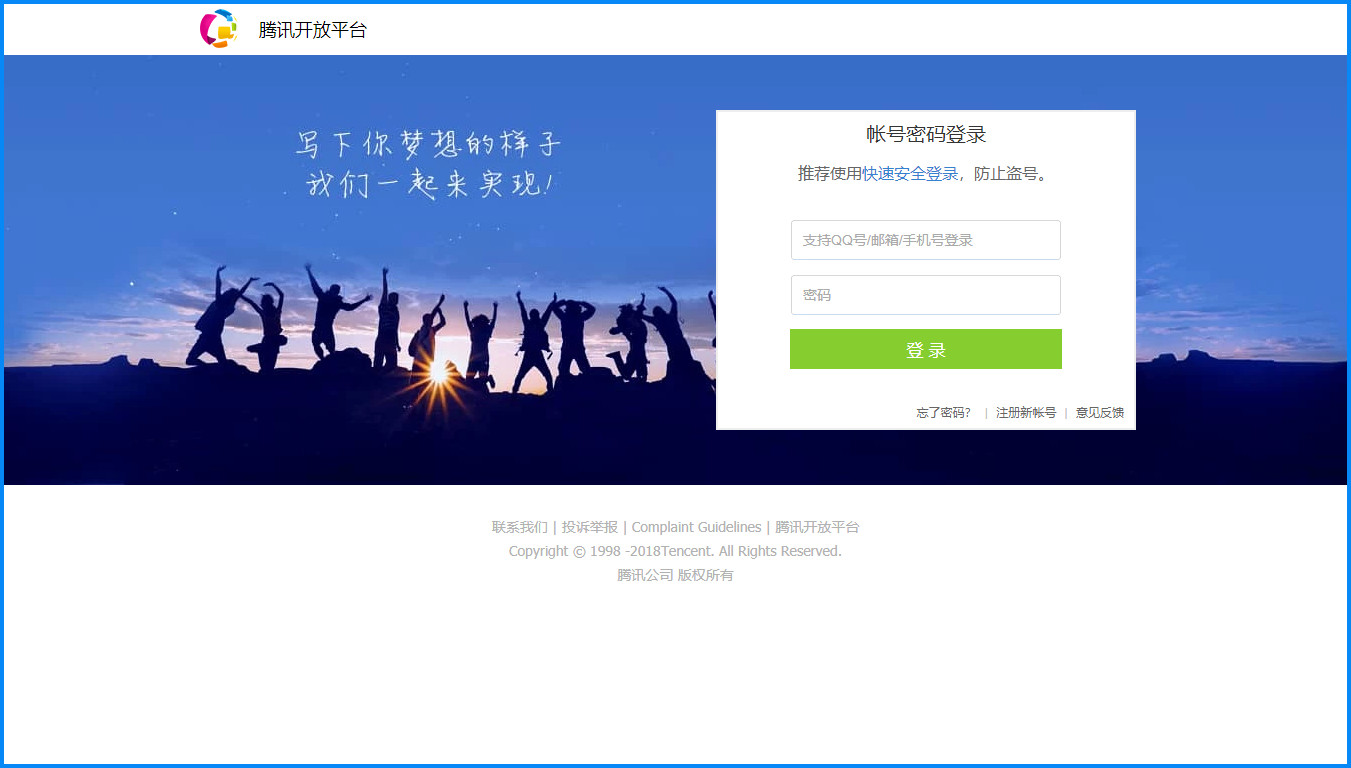 腾讯开放平台
写下你梦想的样子
我们一起来实现!
帐号密码登录
推荐使用快速安全登录，防止盗号。
支持QQ号/邮箱/手机号登录
密码
登 录
忘了密码? | 注册新帐号 | 意见反馈
联系我们 | 投诉举报 | Complaint Guidelines | 腾讯开放平台
Copyright © 1998 -2018Tencent. All Rights Reserved.
腾讯公司 版权所有